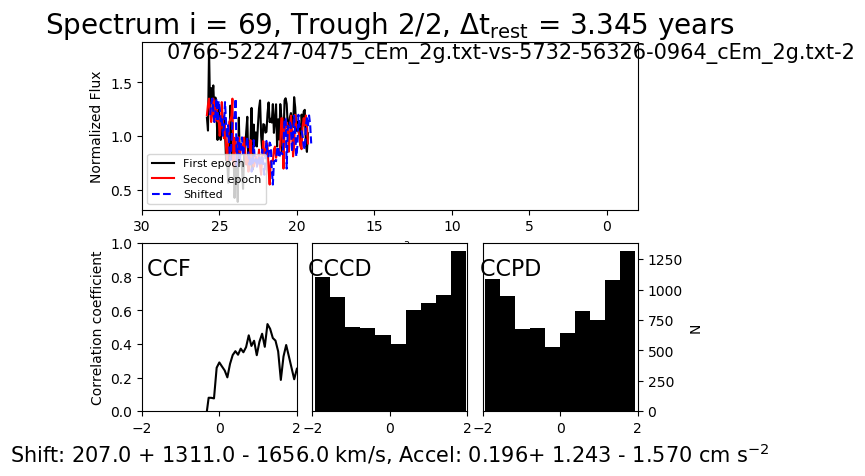 Spectrum i = 69, Trough 2/2, Δt_rest = 3.345 years
0766-52247-0475_cEm_2g.txt-vs-5732-56326-0964_cEm_2g.txt-2
Normalized Flux
1.5
1.0
0.5
First epoch
Second epoch
Shifted
30 25 20 15 10 5 0
Correlation coefficient
1.0
0.8
0.6
0.4
0.2
0.0
CCF
CCCD
CCPD
1250
1000
750
500
250
0
N
−2 0 2
−2 0 2
−2 0 2
Shift: 207.0 + 1311.0 - 1656.0 km/s, Accel: 0.196+ 1.243 - 1.570 cm s⁻²